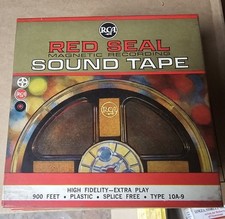 RCA
RED SEAL
MAGNETIC RECORDING
SOUND TAPE
RCA
HIGH FIDELITY—EXTRA PLAY
900 FEET • PLASTIC • SPLICE FREE • TYPE 10A-9